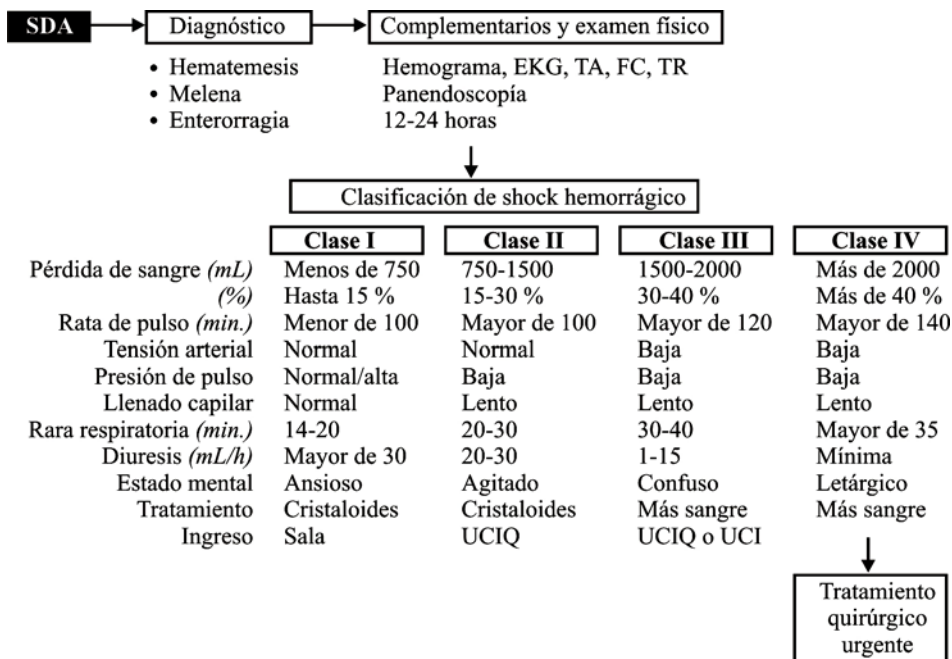 SDA Diagnóstico Complementarios y examen físico
• Hematemesis Hemograma, EKG, TA, FC, TR
• Melena Panendoscopía
• Enterorragia 12-24 horas
Clasificación de shock hemorrágico
Clase I Clase II Clase III Clase IV
Pérdida de sangre (mL) Menos de 750 750-1500 1500-2000 Más de 2000
(%) Hasta 15 % 15-30 % 30-40 % Más de 40 %
Rata de pulso (min.) Menor de 100 Mayor de 100 Mayor de 120 Mayor de 140
Tensión arterial Normal Normal Baja Baja
Presión de pulso Normal/alta Baja Baja Baja
Llenado capilar Normal Lento Lento Lento
Rara respiratoria (min.) 14-20 20-30 30-40 Mayor de 35
Diuresis (mL/h) Mayor de 30 20-30 1-15 Mínima
Estado mental Ansioso Agitado Confuso Letárgico
Tratamiento Cristaloides Cristaloides Más sangre Más sangre
Ingreso Sala UCIQ UCIQ o UCI
Tratamiento
quirúrgico
urgente